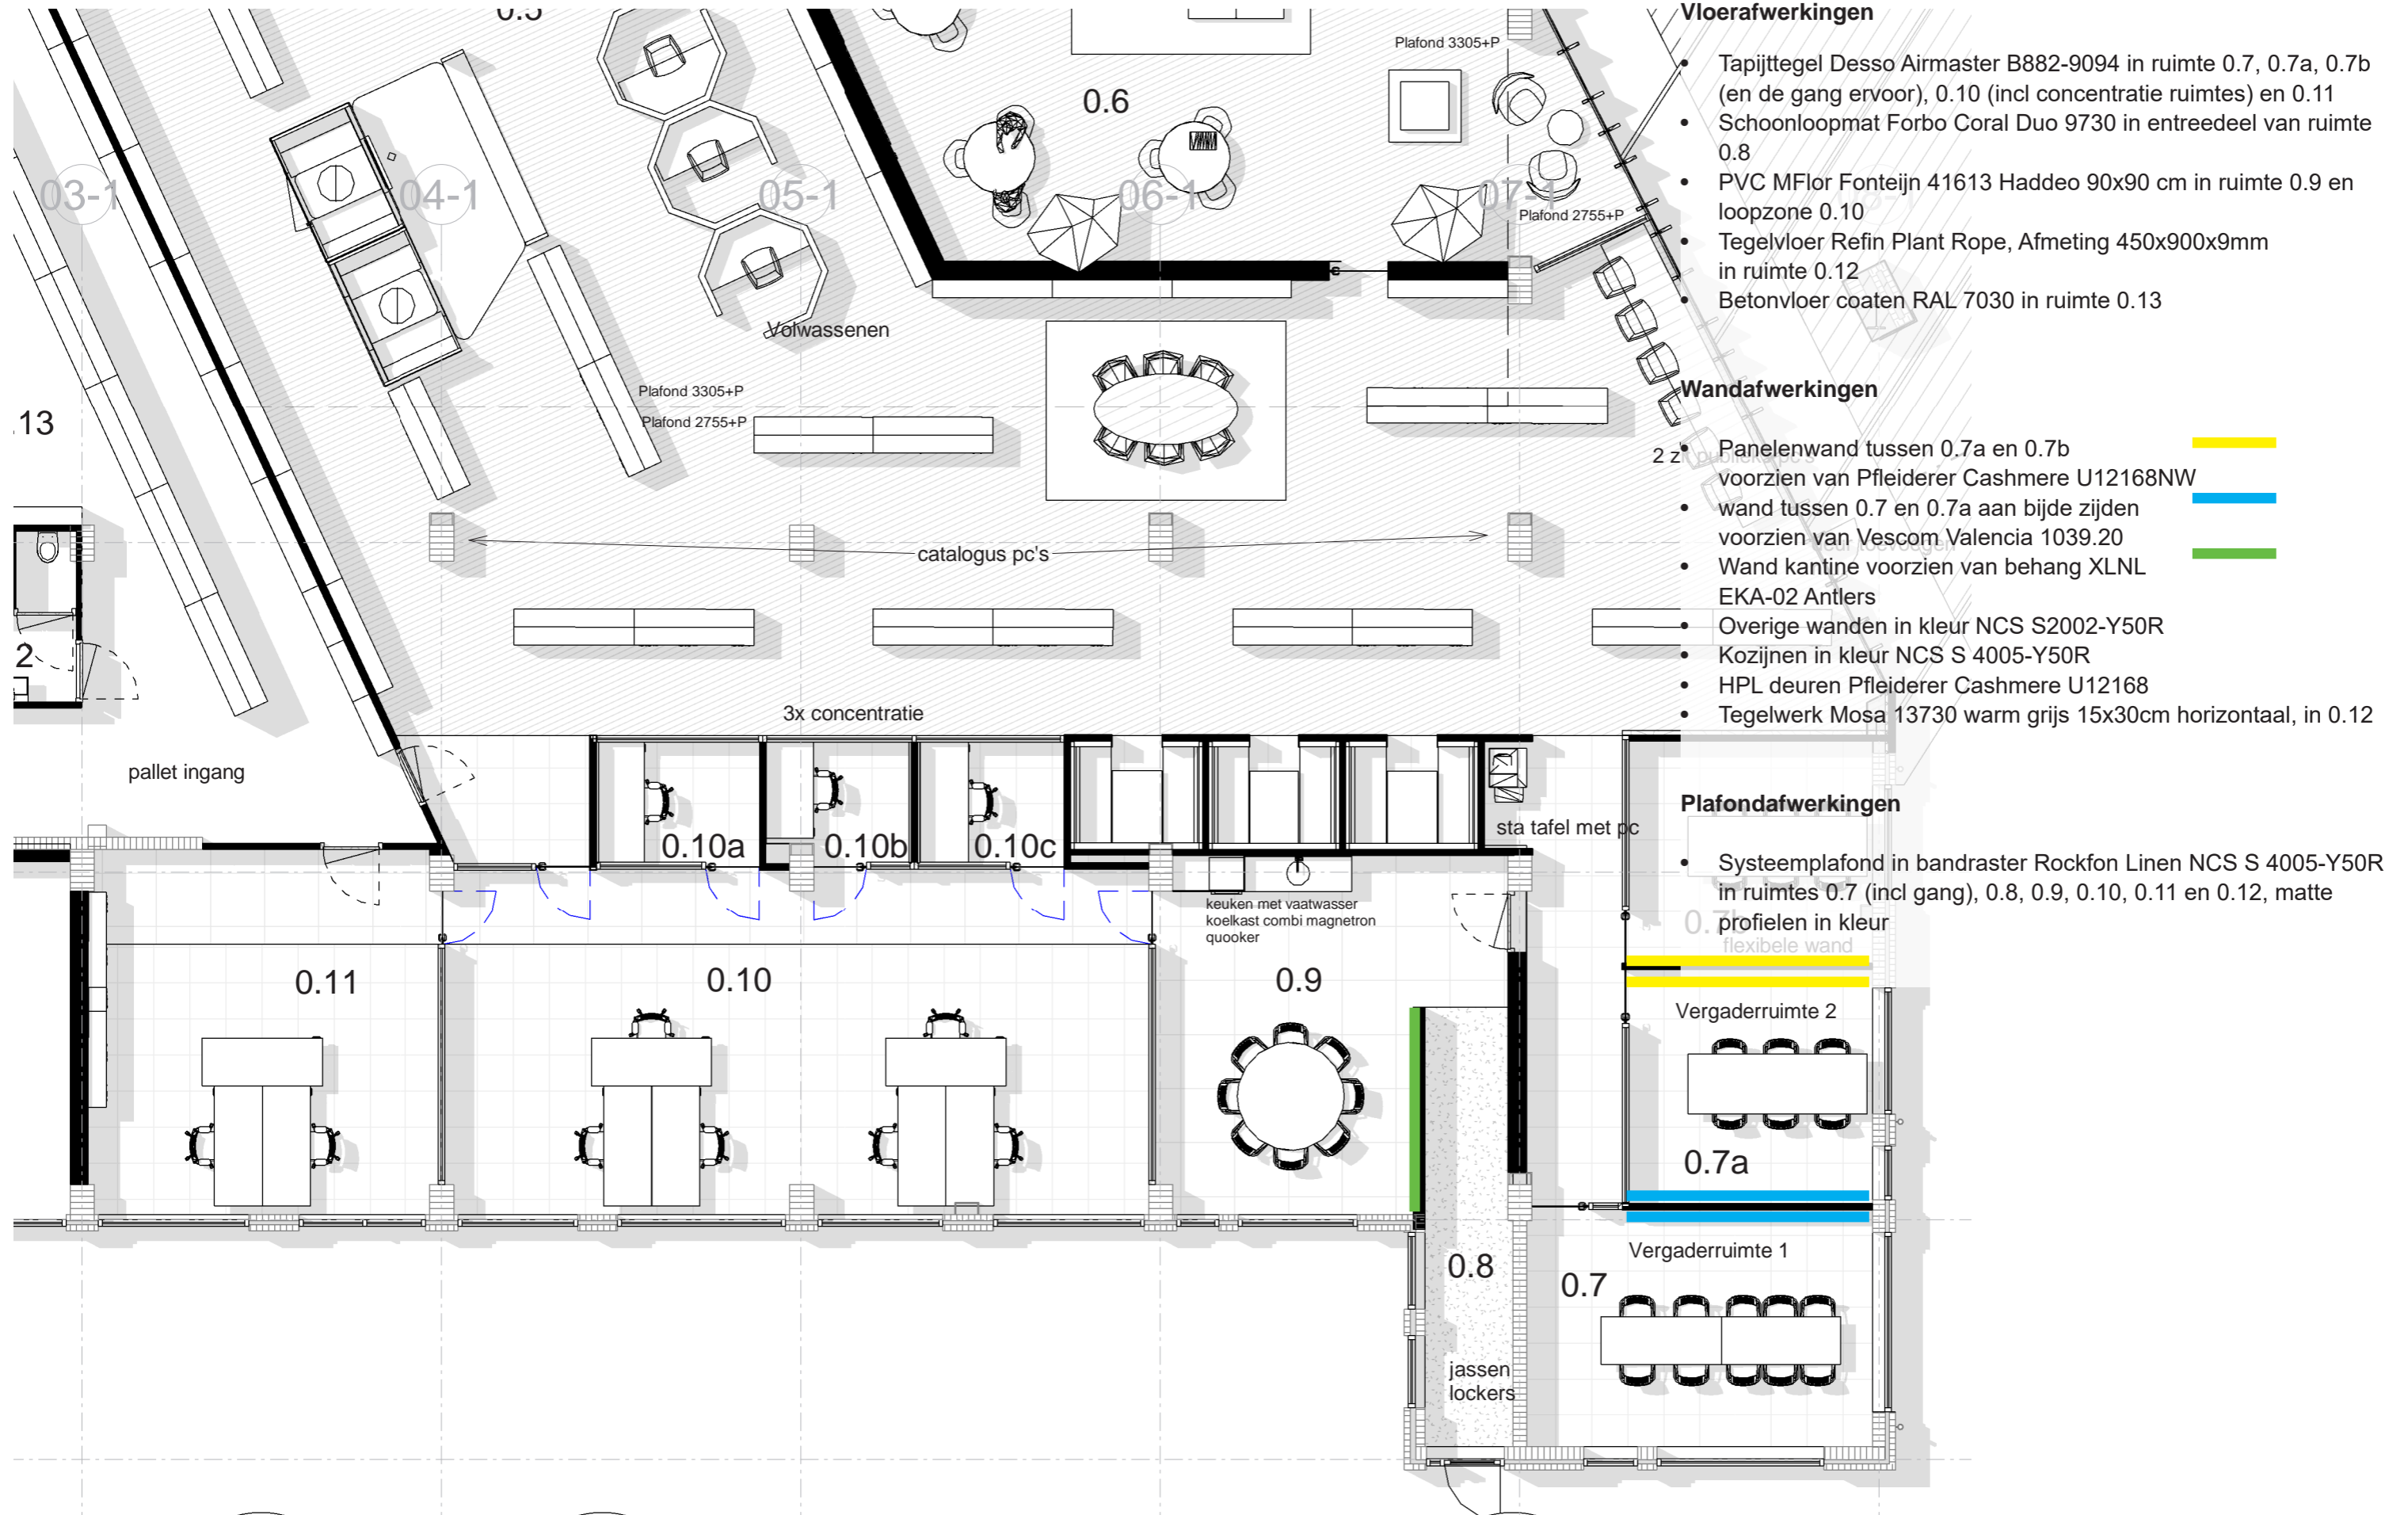 0.5
Plafond 3305+P
0.6
03-1
04-1
05-1
06-1
07-1
Plafond 2755+P
Volwassenen
Plafond 3305+P
Plafond 2755+P
.13
catalogus pc's
2
3x concentratie
pallet ingang
0.10a
0.10b
0.10c
sta tafel met pc
keuken met vaatwasser
koelkast combi magnetron
quooker
0.11
0.10
0.9
0.7b
flexibele wand
Vergaderruimte 2
0.7a
Vergaderruimte 1
0.8
0.7
jassen
lockers
Vloerafwerkingen
• Tapijttegel Desso Airmaster B882-9094 in ruimte 0.7, 0.7a, 0.7b
(en de gang ervoor), 0.10 (incl concentratie ruimtes) en 0.11
• Schoonloopmat Forbo Coral Duo 9730 in entreedeel van ruimte
0.8
• PVC MFlor Fonteijn 41613 Haddeo 90x90 cm in ruimte 0.9 en
loopzone 0.10
• Tegelvloer Refin Plant Rope, Afmeting 450x900x9mm
in ruimte 0.12
• Betonvloer coaten RAL 7030 in ruimte 0.13
Wandafwerkingen
• Panelenwand tussen 0.7a en 0.7b
2 zit publieks pc's
voorzien van Pfleiderer Cashmere U12168NW
• wand tussen 0.7 en 0.7a aan bijde zijden
voorzien van Vescom Valencia 1039.20
toevoegen
• Wand kantine voorzien van behang XLNL
EKA-02 Antlers
• Overige wanden in kleur NCS S2002-Y50R
• Kozijnen in kleur NCS S 4005-Y50R
• HPL deuren Pfleiderer Cashmere U12168
• Tegelwerk Mosa 13730 warm grijs 15x30cm horizontaal, in 0.12
Plafondafwerkingen
• Systeemplafond in bandraster Rockfon Linen NCS S 4005-Y50R
in ruimtes 0.7 (incl gang), 0.8, 0.9, 0.10, 0.11 en 0.12, matte
profielen in kleur